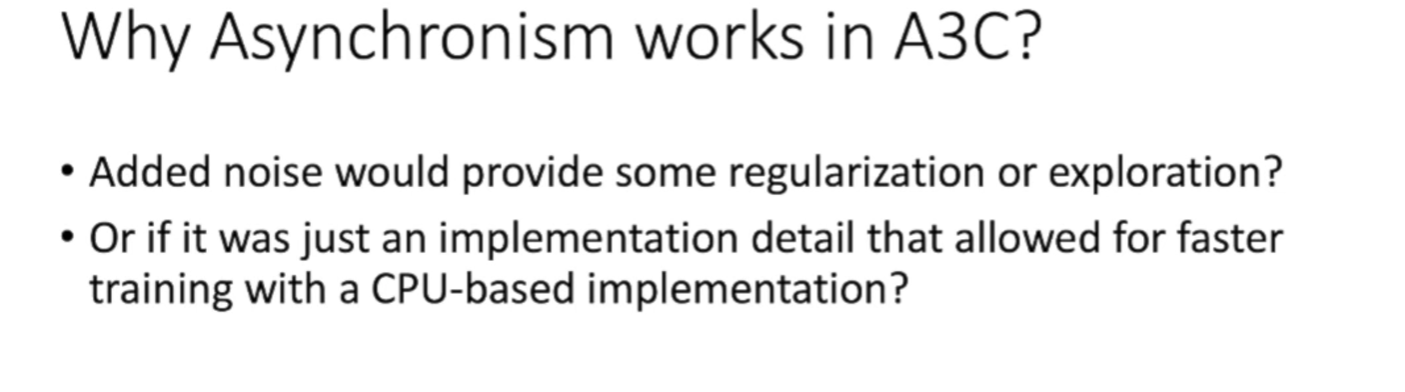 Why Asynchronism works in A3C?
• Added noise would provide some regularization or exploration?
• Or if it was just an implementation detail that allowed for faster
training with a CPU-based implementation?